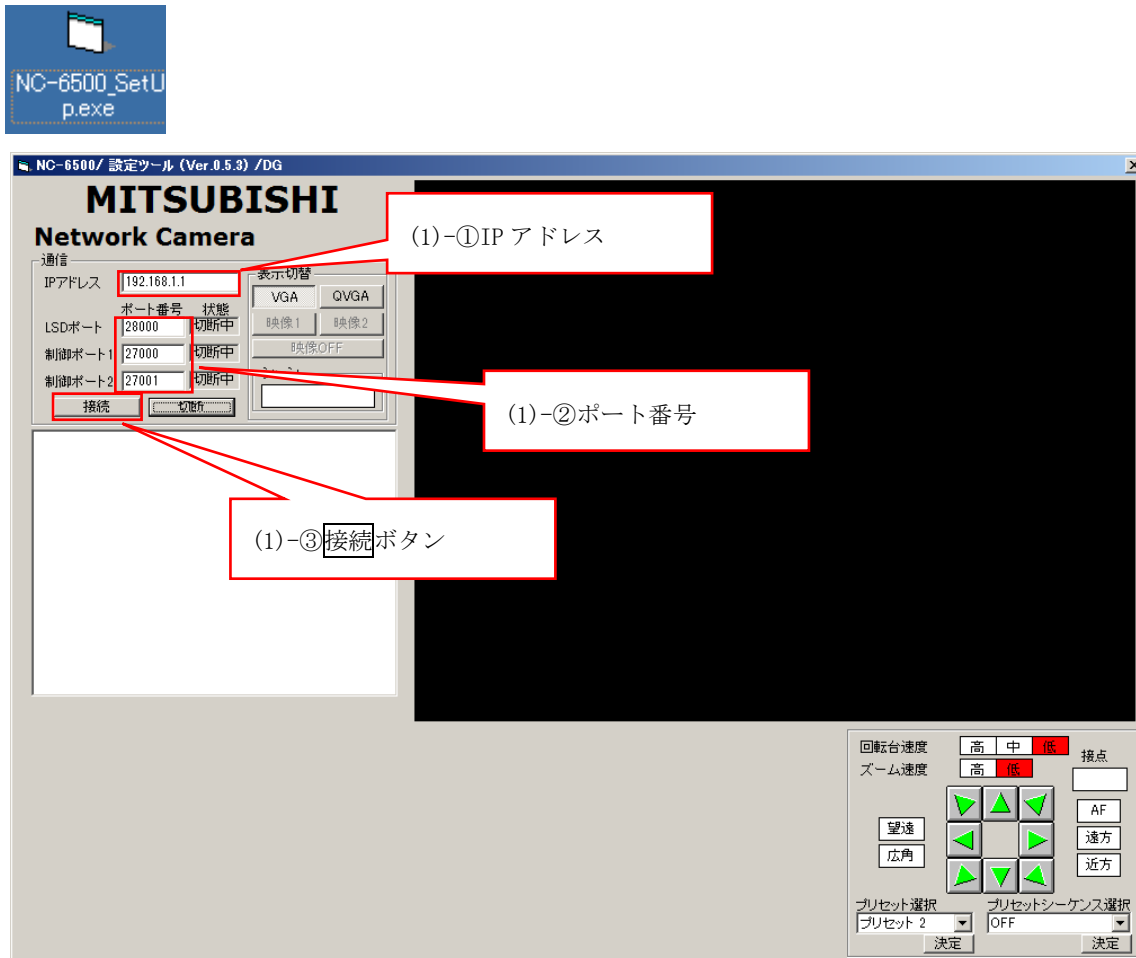 NC-6500_SetU
p.exe
NC-6500/ 設定ツール (Ver.0.5.3) /DG
MITSUBISHI
Network Camera
(1)-①IP アドレス
通信
IPアドレス 192.168.1.1
表示切替
VGA QVGA
ポート番号 状態
LSDポート 28000 切断中
映像1 映像2
制御ポート1 27000 切断中
映像OFF
制御ポート2 27001 切断中
接続 切断
(1)-②ポート番号
(1)-③接続ボタン
回転台速度 高 中 低
接点
ズーム速度 高 低
AF
望遠
遠方
広角
近方
プリセット選択 プリセットシーケンス選択
プリセット 2 OFF
決定 決定